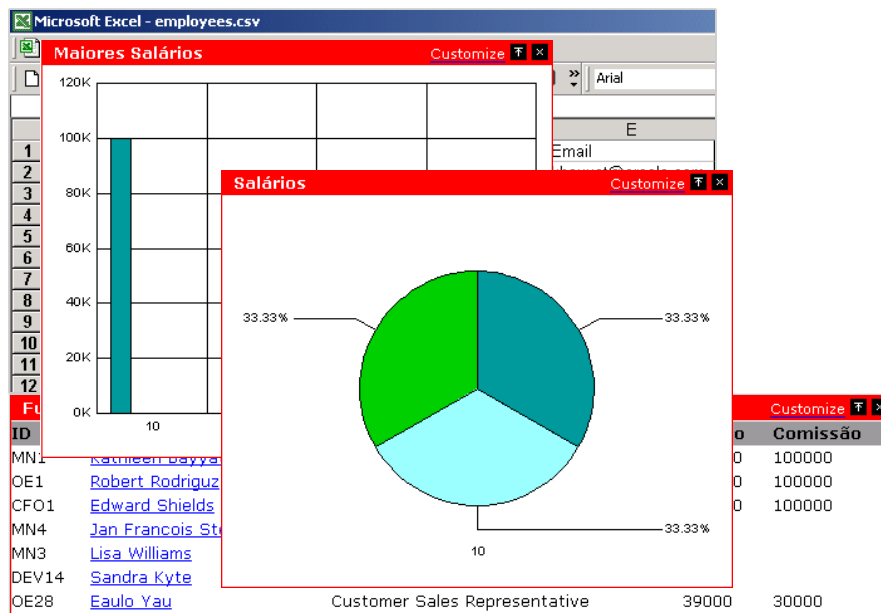 Microsoft Excel - employees.csv
Maiores Salários Customize
Arial
120K
100K
80K
60K
40K
20K
0K
10
E
1 Email
2
3
4
5
6
7
8
9
10
11
12
Salários Customize
33.33%
33.33%
33.33%
10
Customize
ID Comissão
MN1 100000
OE1 Robert Rodriguz 100000
CFO1 Edward Shields 100000
MN4 Jan Francois
MN3 Lisa Williams
DEV14 Sandra Kyte
OE28 Eaulo Yau Customer Sales Representative 39000 30000